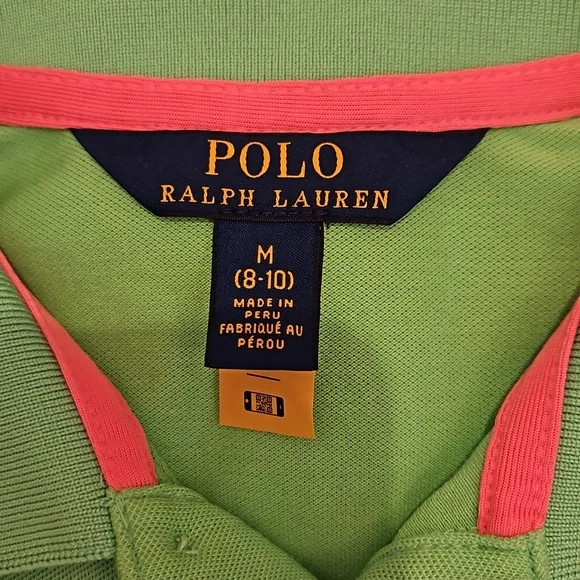 POLO
RALPH LAUREN
M
(8-10)
MADE IN
PERU
FABRIQUÉ AU
PÉROU